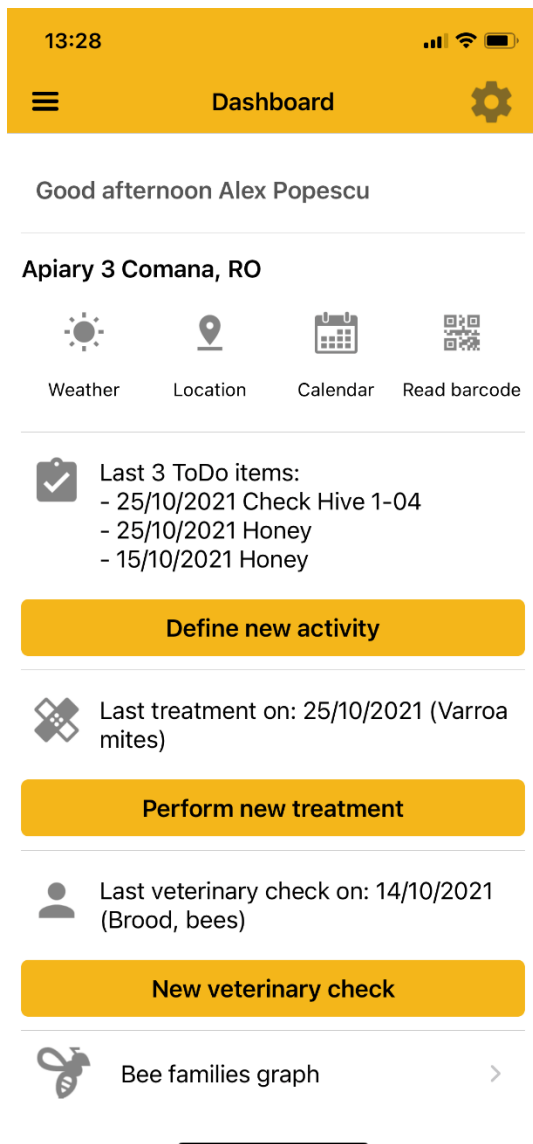 13:28
Dashboard
Good afternoon Alex Popescu
Apiary 3 Comana, RO
Weather Location Calendar Read barcode
Last 3 ToDo items:
- 25/10/2021 Check Hive 1-04
- 25/10/2021 Honey
- 15/10/2021 Honey
Define new activity
Last treatment on: 25/10/2021 (Varroa
mites)
Perform new treatment
Last veterinary check on: 14/10/2021
(Brood, bees)
New veterinary check
Bee families graph